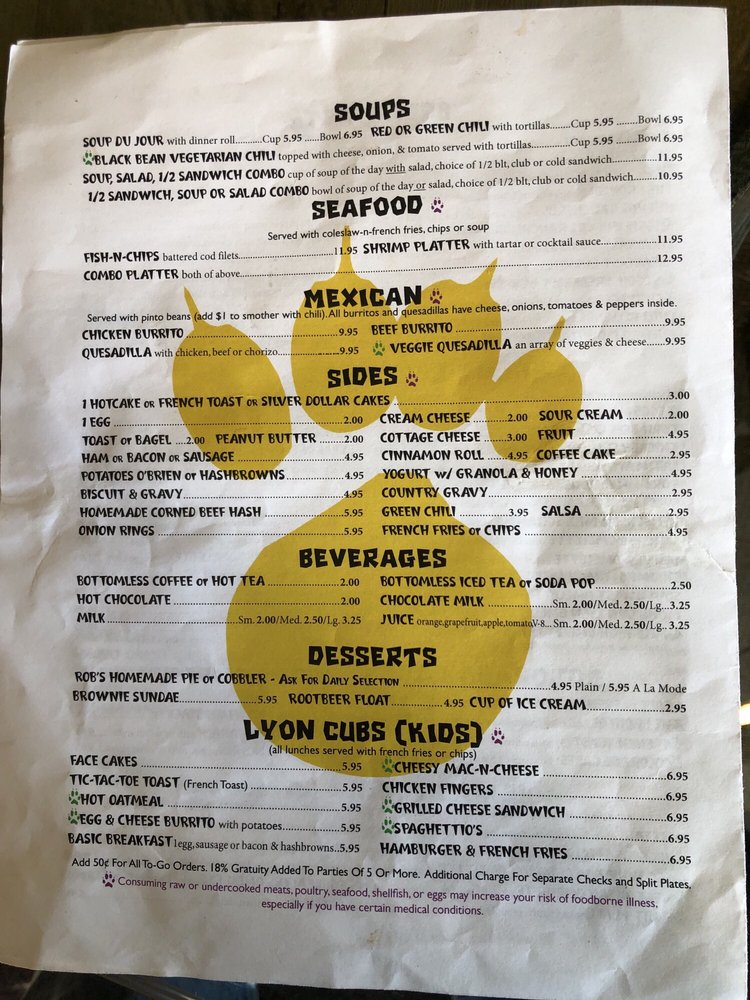 SOUPS
SOUP DU JOUR with dinner roll..........Cup 5.95 .....Bowl 6.95 RED OR GREEN CHILI with tortillas.......Cup 5.95 .......Bowl 6.95
BLACK BEAN VEGETARIAN CHILI topped with cheese, onion, & tomato served with tortillas.............Cup 5.95 .......Bowl 6.95
SOUP, SALAD, 1/2 SANDWICH COMBO cup of soup of the day with salad, choice of 1/2 blt, club or cold sandwich...............11.95
1/2 SANDWICH, SOUP OR SALAD COMBO bowl of soup of the day or salad, choice of 1/2 blt, club or cold sandwich..........10.95
SEAFOOD
Served with coleslaw-n-french fries, chips or soup
FISH-N-CHIPS battered cod filets................................11.95 SHRIMP PLATTER with tartar or cocktail sauce...................11.95
COMBO PLATTER both of above.................................................12.95
MEXICAN
Served with pinto beans (add $1 to smother with chili). All burritos and quesadillas have cheese, onions, tomatoes & peppers inside.
CHICKEN BURRITO ..........................................9.95 BEEF BURRITO ..........................................9.95
QUESADILLA with chicken, beef or chorizo......................9.95 VEGGIE QUESADILLA an array of veggies & cheese......9.95
SIDES
1 HOTCAKE OR FRENCH TOAST OR SILVER DOLLAR CAKES ..........................................3.00
1 EGG ..........................................2.00 CREAM CHEESE .........2.00 SOUR CREAM ............2.00
TOAST or BAGEL ....2.00 PEANUT BUTTER .......2.00 COTTAGE CHEESE .......3.00 FRUIT..........................4.95
HAM OR BACON OR SAUSAGE ............................4.95 CINNAMON ROLL ......4.95 COFFEE CAKE ............2.95
POTATOES O'BRIEN or HASHBROWNS..............4.95 YOGURT w/ GRANOLA & HONEY ........................4.95
BISCUIT & GRAVY..........................................4.95 COUNTRY GRAVY..........................................2.95
HOMEMADE CORNED BEEF HASH ....................5.95 GREEN CHILI .............3.95 SALSA .......................2.95
ONION RINGS ..........................................5.95 FRENCH FRIES or CHIPS ..................................4.95
BEVERAGES
BOTTOMLESS COFFEE or HOT TEA ....................2.00 BOTTOMLESS ICED TEA or SODA POP....................2.50
HOT CHOCOLATE ..........................................2.00 CHOCOLATE MILK ....................Sm. 2.00/Med. 2.50/Lg... 3.25
MILK..............................Sm. 2.00/Med. 2.50/Lg. 3.25 JUICE orange,grapefruit,apple,tomato,V-8... Sm. 2.00/Med. 2.50/Lg.. 3.25
DESSERTS
ROB'S HOMEMADE PIE or COBBLER - ASK FOR DAILY SELECTION ..............................4.95 Plain / 5.95 A La Mode
BROWNIE SUNDAE....................5.95 ROOTBEER FLOAT..............4.95 CUP OF ICE CREAM....................2.95
LYON CUBS (KIDS)
(all lunches served with french fries or chips)
FACE CAKES ..........................................5.95 CHEESY MAC-N-CHEESE ..............................6.95
TIC-TAC-TOE TOAST (French Toast) ........................5.95 CHICKEN FINGERS ..........................................6.95
HOT OATMEAL ..........................................5.95 GRILLED CHEESE SANDWICH ........................6.95
EGG & CHEESE BURRITO with potatoes..............5.95 SPAGHETTIO'S ..........................................6.95
BASIC BREAKFAST 1 egg, sausage or bacon & hashbrowns..5.95 HAMBURGER & FRENCH FRIES ........................6.95
Add 50¢ For All To-Go Orders. 18% Gratuity Added To Parties Of 5 Or More. Additional Charge For Separate Checks and Split Plates.
Consuming raw or undercooked meats, poultry, seafood, shellfish, or eggs may increase your risk of foodborne illness,
especially if you have certain medical conditions.